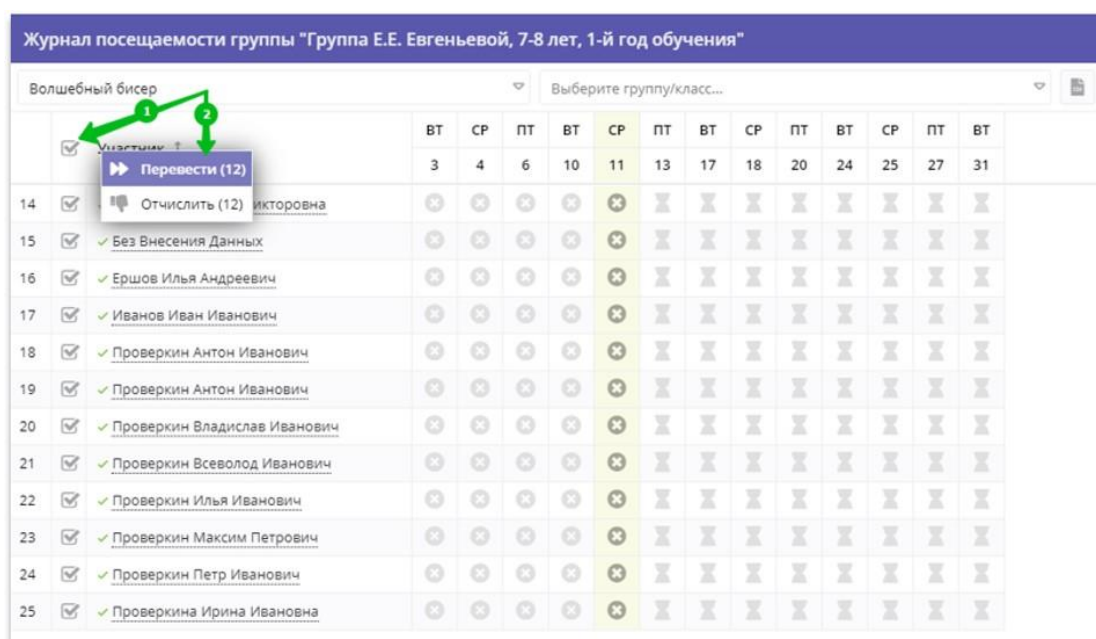 Журнал посещаемости группы "Группа Е.Е. Евгеньевой, 7-8 лет, 1-й год обучения"
Волшебный бисер Выберите группу/класс...
1 2
Участник ↑ ВТ СР ПТ ВТ СР ПТ ВТ СР ПТ ВТ СР ПТ ВТ
Перевести (12) 3 4 6 10 11 13 17 18 20 24 25 27 31
14 Отчислить (12) икторовна
15 Без Внесения Данных
16 Ершов Илья Андреевич
17 Иванов Иван Иванович
18 Проверкин Антон Иванович
19 Проверкин Антон Иванович
20 Проверкин Владислав Иванович
21 Проверкин Всеволод Иванович
22 Проверкин Илья Иванович
23 Проверкин Максим Петрович
24 Проверкин Петр Иванович
25 Проверкина Ирина Ивановна